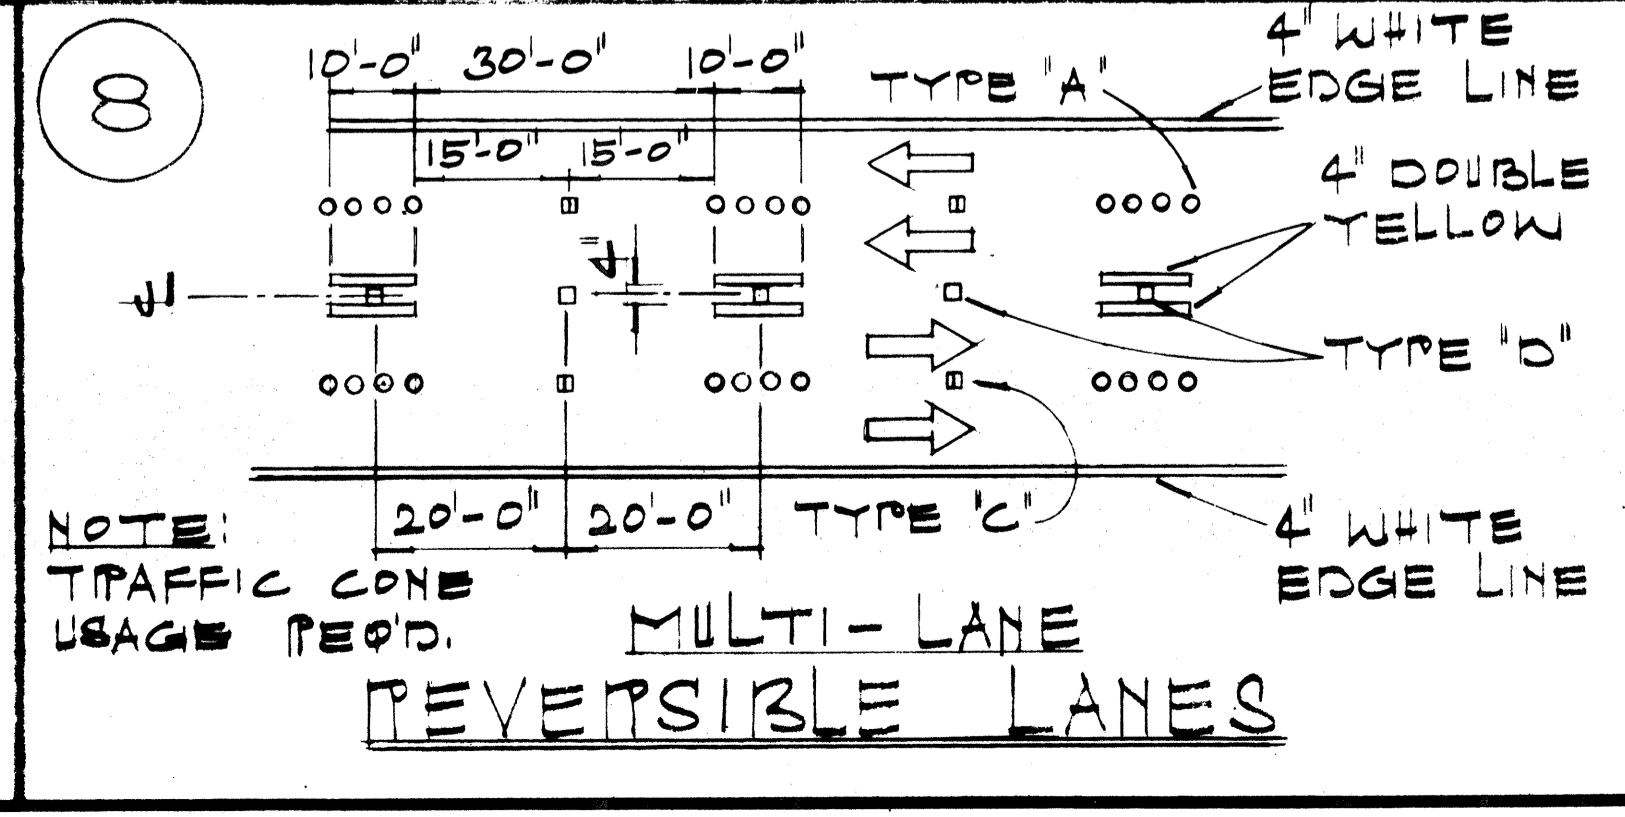 8
10'-0" 30'-0" 10'-0"
15'-0" 15'-0"
TYPE "A"
4" WHITE
EDGE LINE
4" DOUBLE
YELLOW
4"
TYPE "D"
20'-0" 20'-0"
TYPE "C"
4" WHITE
EDGE LINE
NOTE:
TRAFFIC CONE
USAGE REQ'D.
MULTI-LANE
REVERSIBLE LANES